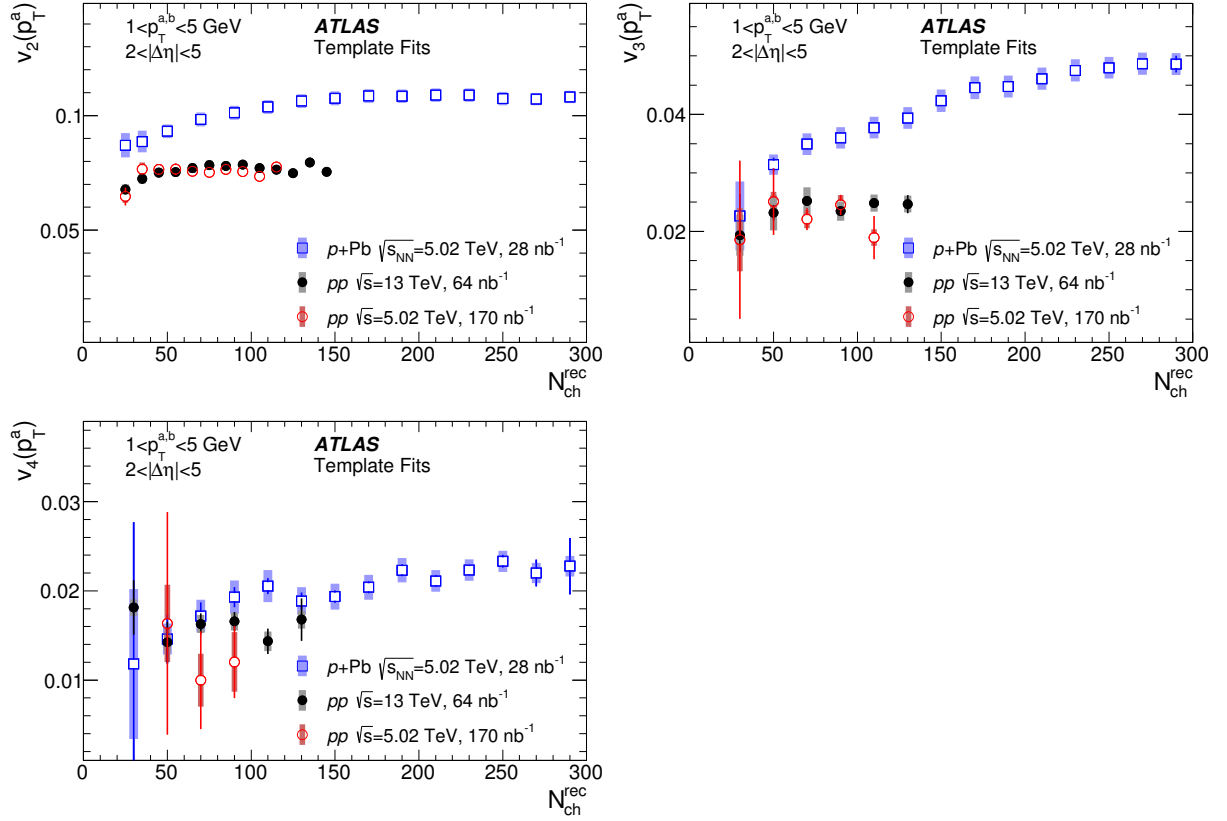 v₂(p_T^a)
1<p_T^{a,b}<5 GeV
2<|Δη|<5
ATLAS
Template Fits
0.1
0.05
p+Pb √s_NN=5.02 TeV, 28 nb⁻¹
pp √s=13 TeV, 64 nb⁻¹
pp √s=5.02 TeV, 170 nb⁻¹
0 50 100 150 200 250 300
N_ch^rec
v₃(p_T^a)
1<p_T^{a,b}<5 GeV
2<|Δη|<5
ATLAS
Template Fits
0.04
0.02
p+Pb √s_NN=5.02 TeV, 28 nb⁻¹
pp √s=13 TeV, 64 nb⁻¹
pp √s=5.02 TeV, 170 nb⁻¹
0 50 100 150 200 250 300
N_ch^rec
v₄(p_T^a)
1<p_T^{a,b}<5 GeV
2<|Δη|<5
ATLAS
Template Fits
0.03
0.02
0.01
p+Pb √s_NN=5.02 TeV, 28 nb⁻¹
pp √s=13 TeV, 64 nb⁻¹
pp √s=5.02 TeV, 170 nb⁻¹
0 50 100 150 200 250 300
N_ch^rec